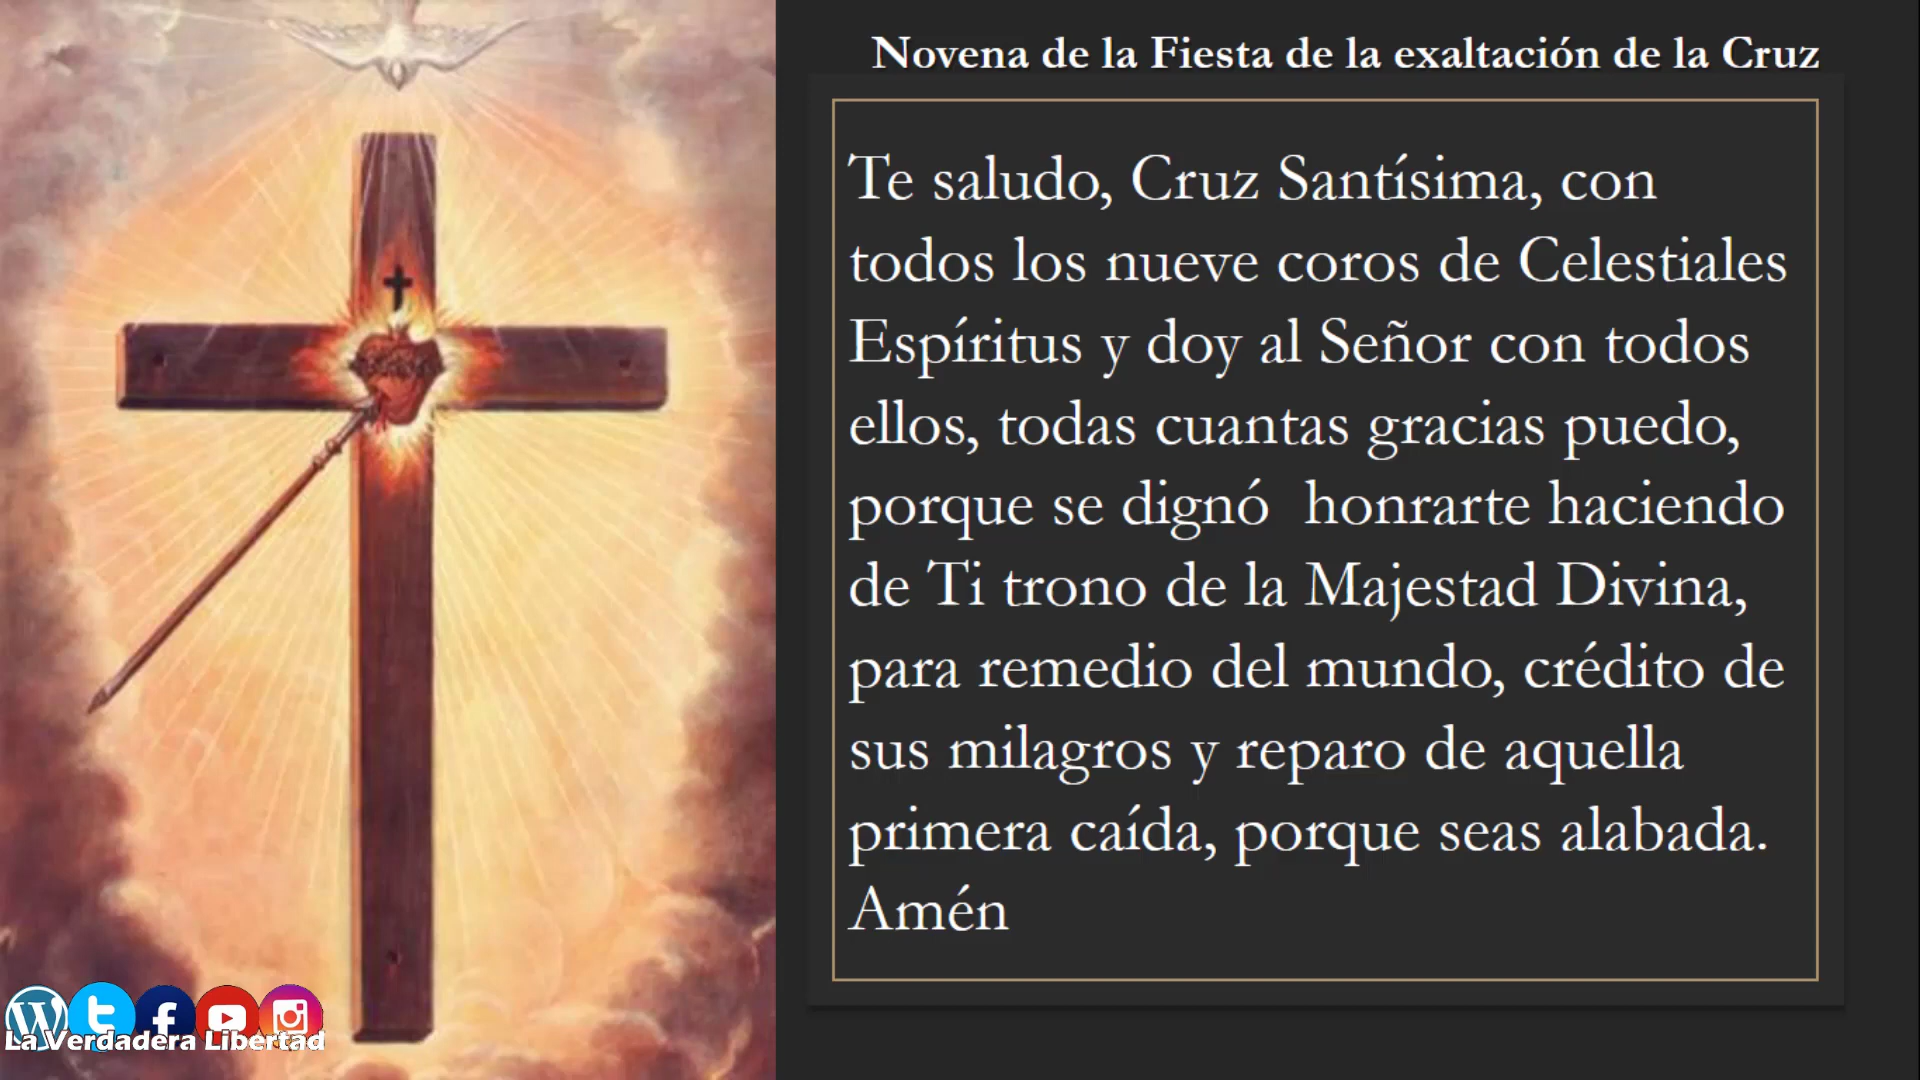 Novena de la Fiesta de la exaltación de la Cruz
Te saludo, Cruz Santísima, con
todos los nueve coros de Celestiales
Espíritus y doy al Señor con todos
ellos, todas cuantas gracias puedo,
porque se dignó honrarte haciendo
de Ti trono de la Majestad Divina,
para remedio del mundo, crédito de
sus milagros y reparo de aquella
primera caída, porque seas alabada.
Amén
La Verdadera Libertad